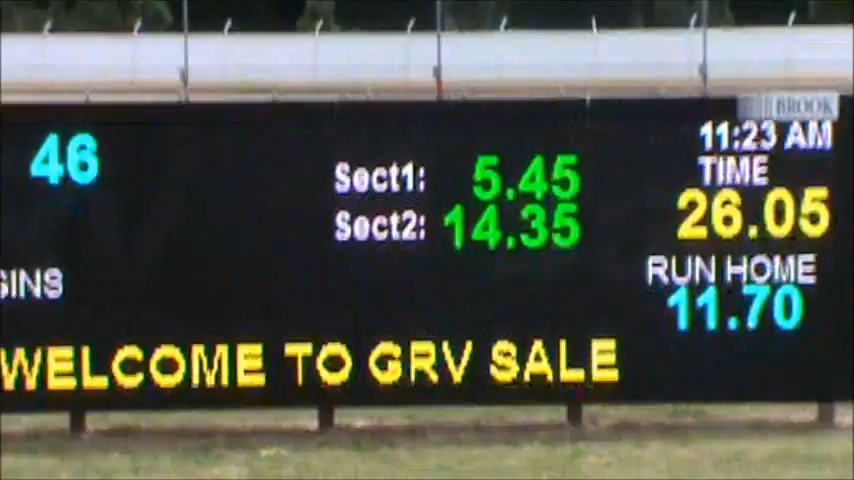 BROOK
11:23 AM
46
Sect1: 5.45
TIME
26.05
Sect2: 14.35
GINS
RUN HOME
11.70
WELCOME TO GRV SALE